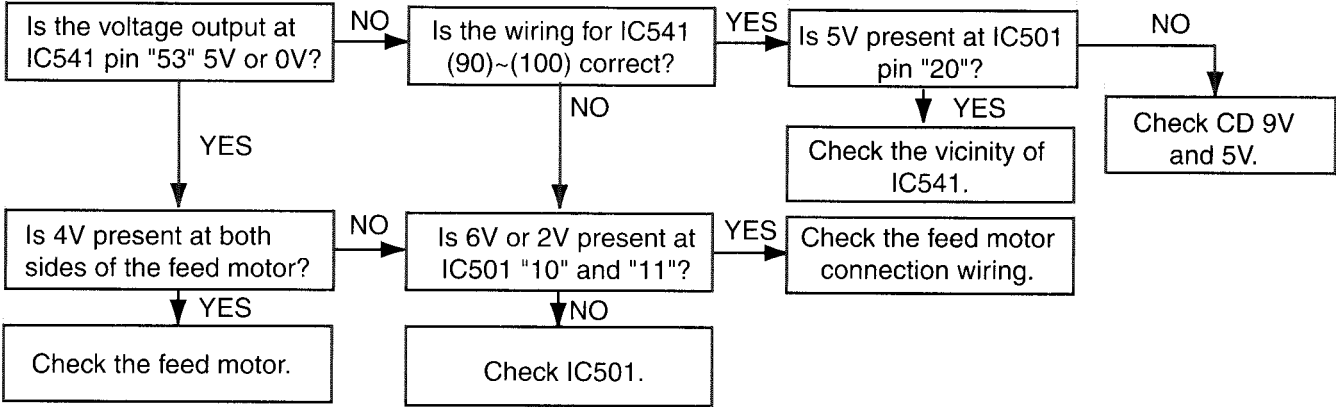 Is the voltage output at
IC541 pin "53" 5V or 0V?
NO
Is the wiring for IC541
(90)~(100) correct?
YES
Is 5V present at IC501
pin "20"?
NO
YES
NO
YES
Check the vicinity of
IC541.
Check CD 9V
and 5V.
Is 4V present at both
sides of the feed motor?
NO
Is 6V or 2V present at
IC501 "10" and "11"?
YES
Check the feed motor
connection wiring.
YES
NO
Check the feed motor.
Check IC501.